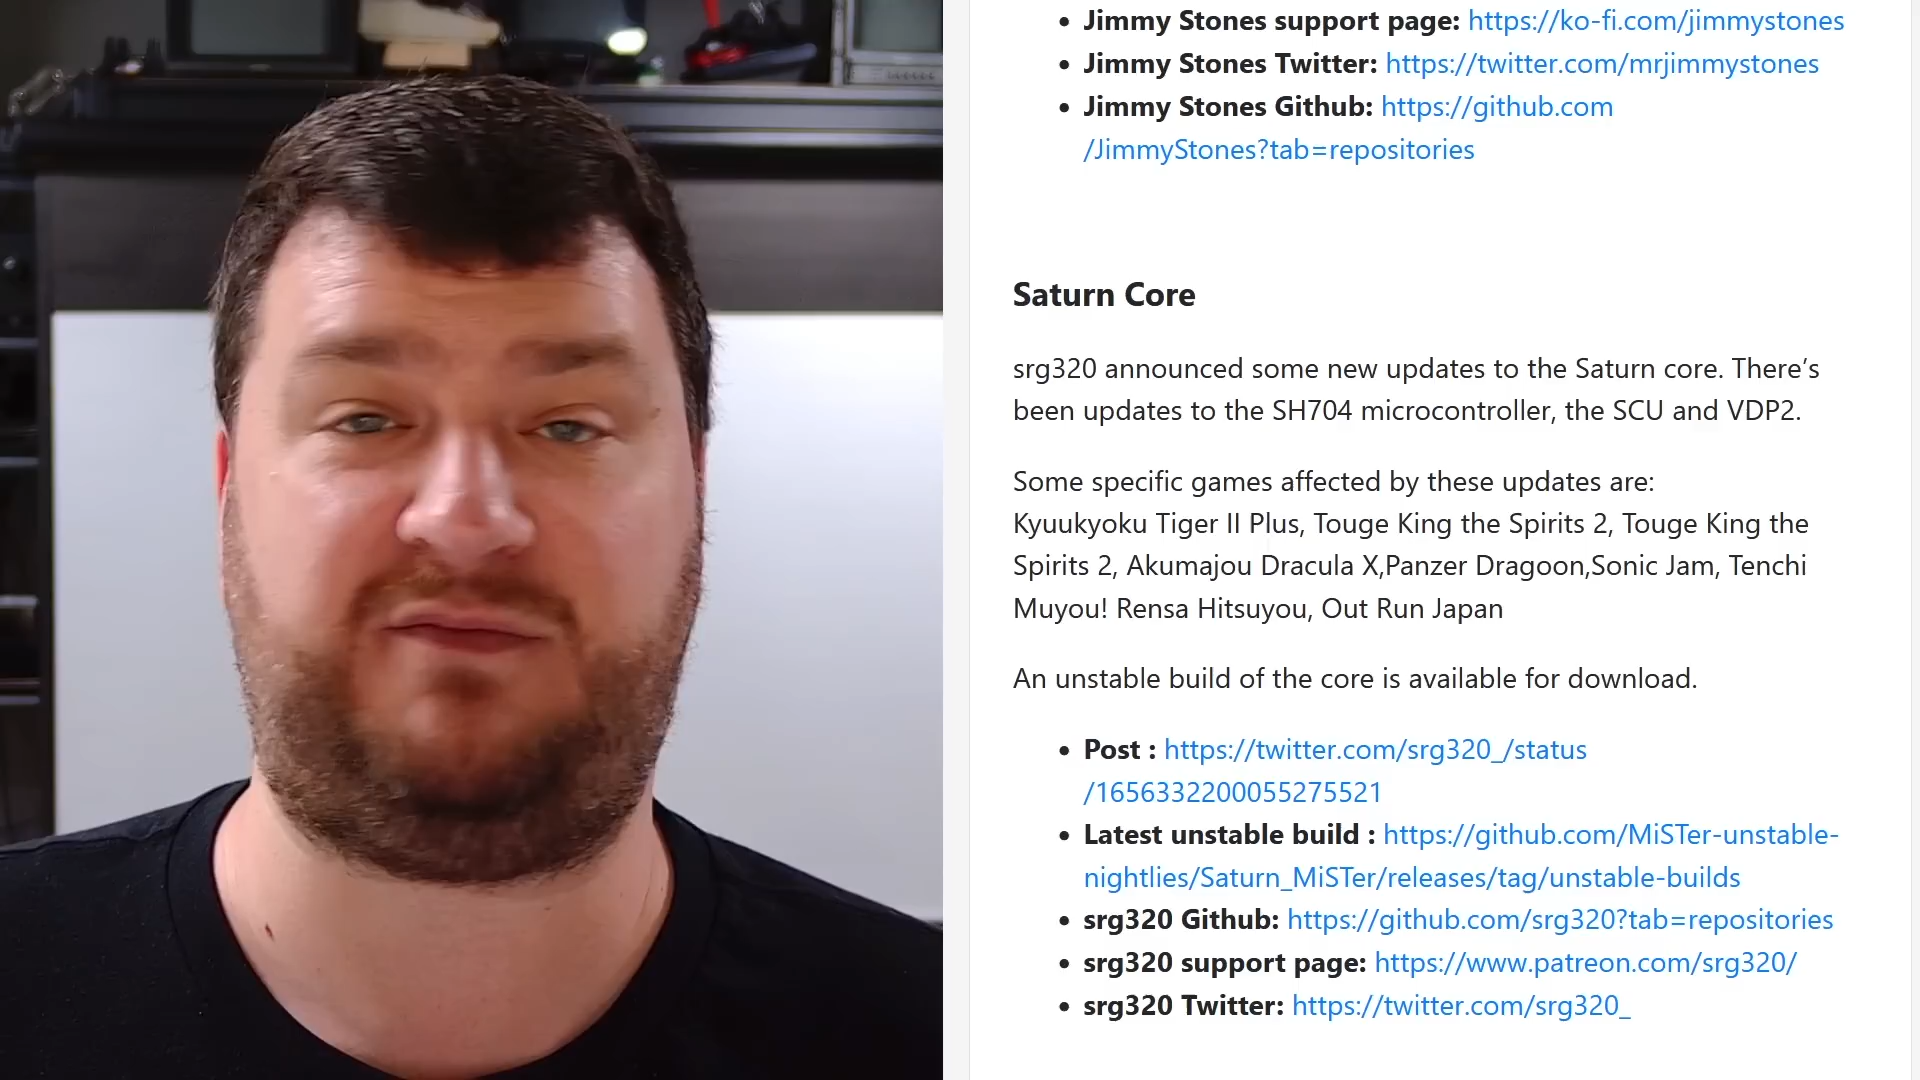 Jimmy Stones support page: https://ko-fi.com/jimmystones
Jimmy Stones Twitter: https://twitter.com/mrjimmystones
Jimmy Stones Github: https://github.com
/JimmyStones?tab=repositories
Saturn Core
srg320 announced some new updates to the Saturn core. There’s
been updates to the SH704 microcontroller, the SCU and VDP2.
Some specific games affected by these updates are:
Kyuukyoku Tiger II Plus, Touge King the Spirits 2, Touge King the
Spirits 2, Akumajou Dracula X,Panzer Dragoon,Sonic Jam, Tenchi
Muyou! Rensa Hitsuyou, Out Run Japan
An unstable build of the core is available for download.
Post : https://twitter.com/srg320_/status
/1656332200055275521
Latest unstable build : https://github.com/MiSTer-unstable-
nightlies/Saturn_MiSTer/releases/tag/unstable-builds
srg320 Github: https://github.com/srg320?tab=repositories
srg320 support page: https://www.patreon.com/srg320/
srg320 Twitter: https://twitter.com/srg320_